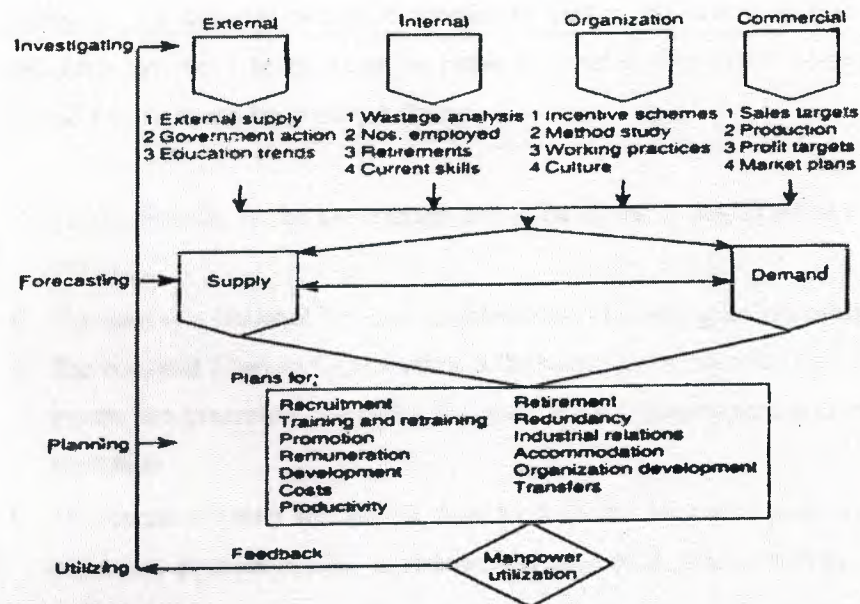 External Internal Organization Commercial
Investigating
1 External supply
2 Government action
3 Education trends
1 Wastage analysis
2 Nos. employed
3 Retirements
4 Current skills
1 Incentive schemes
2 Method study
3 Working practices
4 Culture
1 Sales targets
2 Production
3 Profit targets
4 Market plans
Forecasting
Supply
Demand
Plans for;
Planning
Recruitment
Training and retraining
Promotion
Remuneration
Development
Costs
Productivity
Retirement
Redundancy
Industrial relations
Accommodation
Organization development
Transfers
Utilizing
Feedback
Manpower
utilization